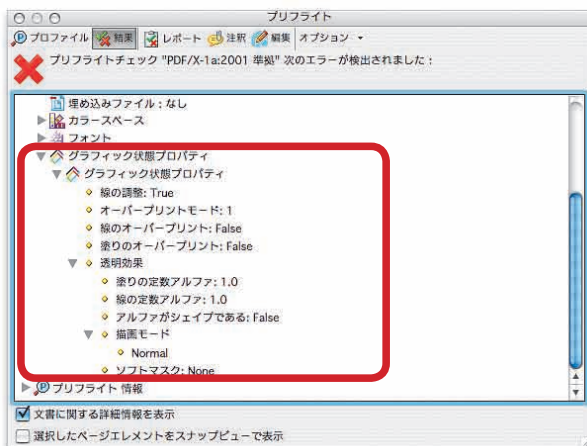 プリフライト
プロファイル 結果 レポート 注釈 編集 オプション
プリフライトチェック "PDF/X-1a:2001 準拠" 次のエラーが検出されました :
埋め込みファイル : なし
カラースペース
フォント
グラフィック状態プロパティ
グラフィック状態プロパティ
線の調整: True
オーバープリントモード: 1
線のオーバープリント: False
塗りのオーバープリント: False
透明効果
塗りの定数アルファ: 1.0
線の定数アルファ: 1.0
アルファがシェイプである: False
描画モード
Normal
ソフトマスク: None
プリフライト 情報
文書に関する詳細情報を表示
選択したページエレメントをスナップビューで表示